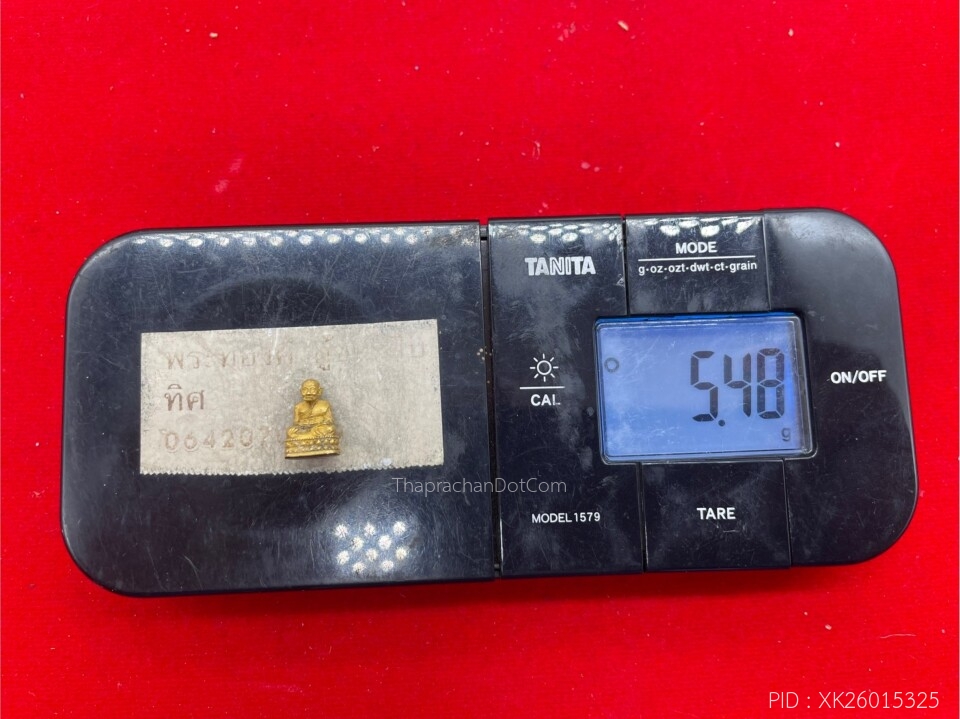 ทิศ
TANITA
MODE
g·oz·ozt·dwt·ct·grain
CAL
5.48
g
ON/OFF
MODEL 1579
TARE
ThaprachanDotCom
PID : XK26015325